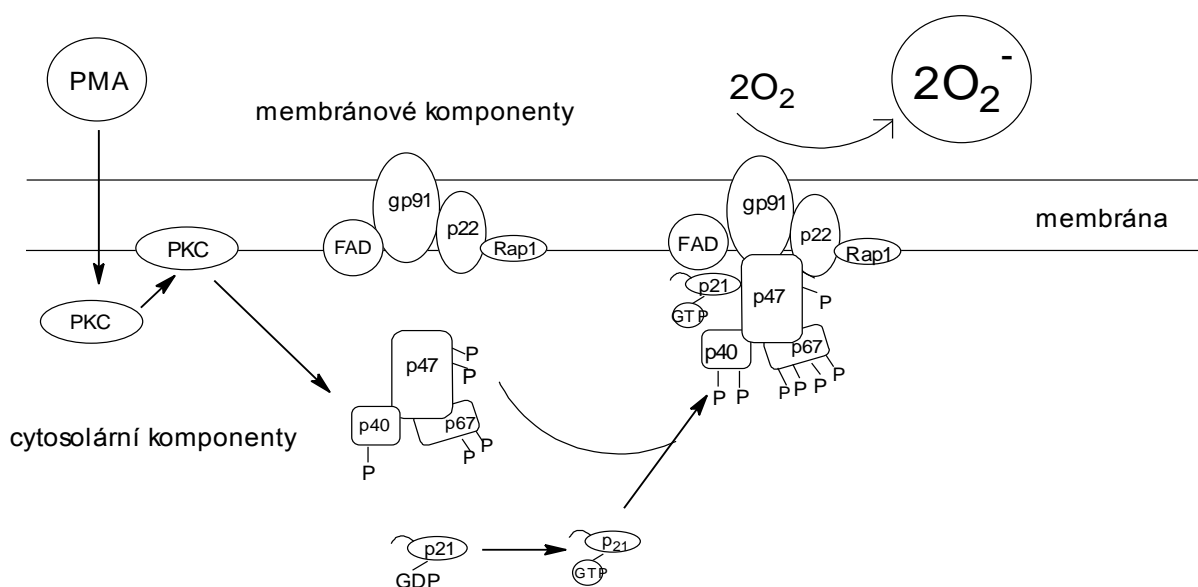 PMA
membránové komponenty
2O2
2O2-
gp91
p22
FAD
Rap1
PKC
PKC
gp91
p22
FAD
Rap1
membrána
p21
GTP
p47
P
p40
P
P
p67
P
P
P
P
p47
P
P
p40
P
p67
P
P
cytosolární komponenty
p21
GDP
p21
GTP